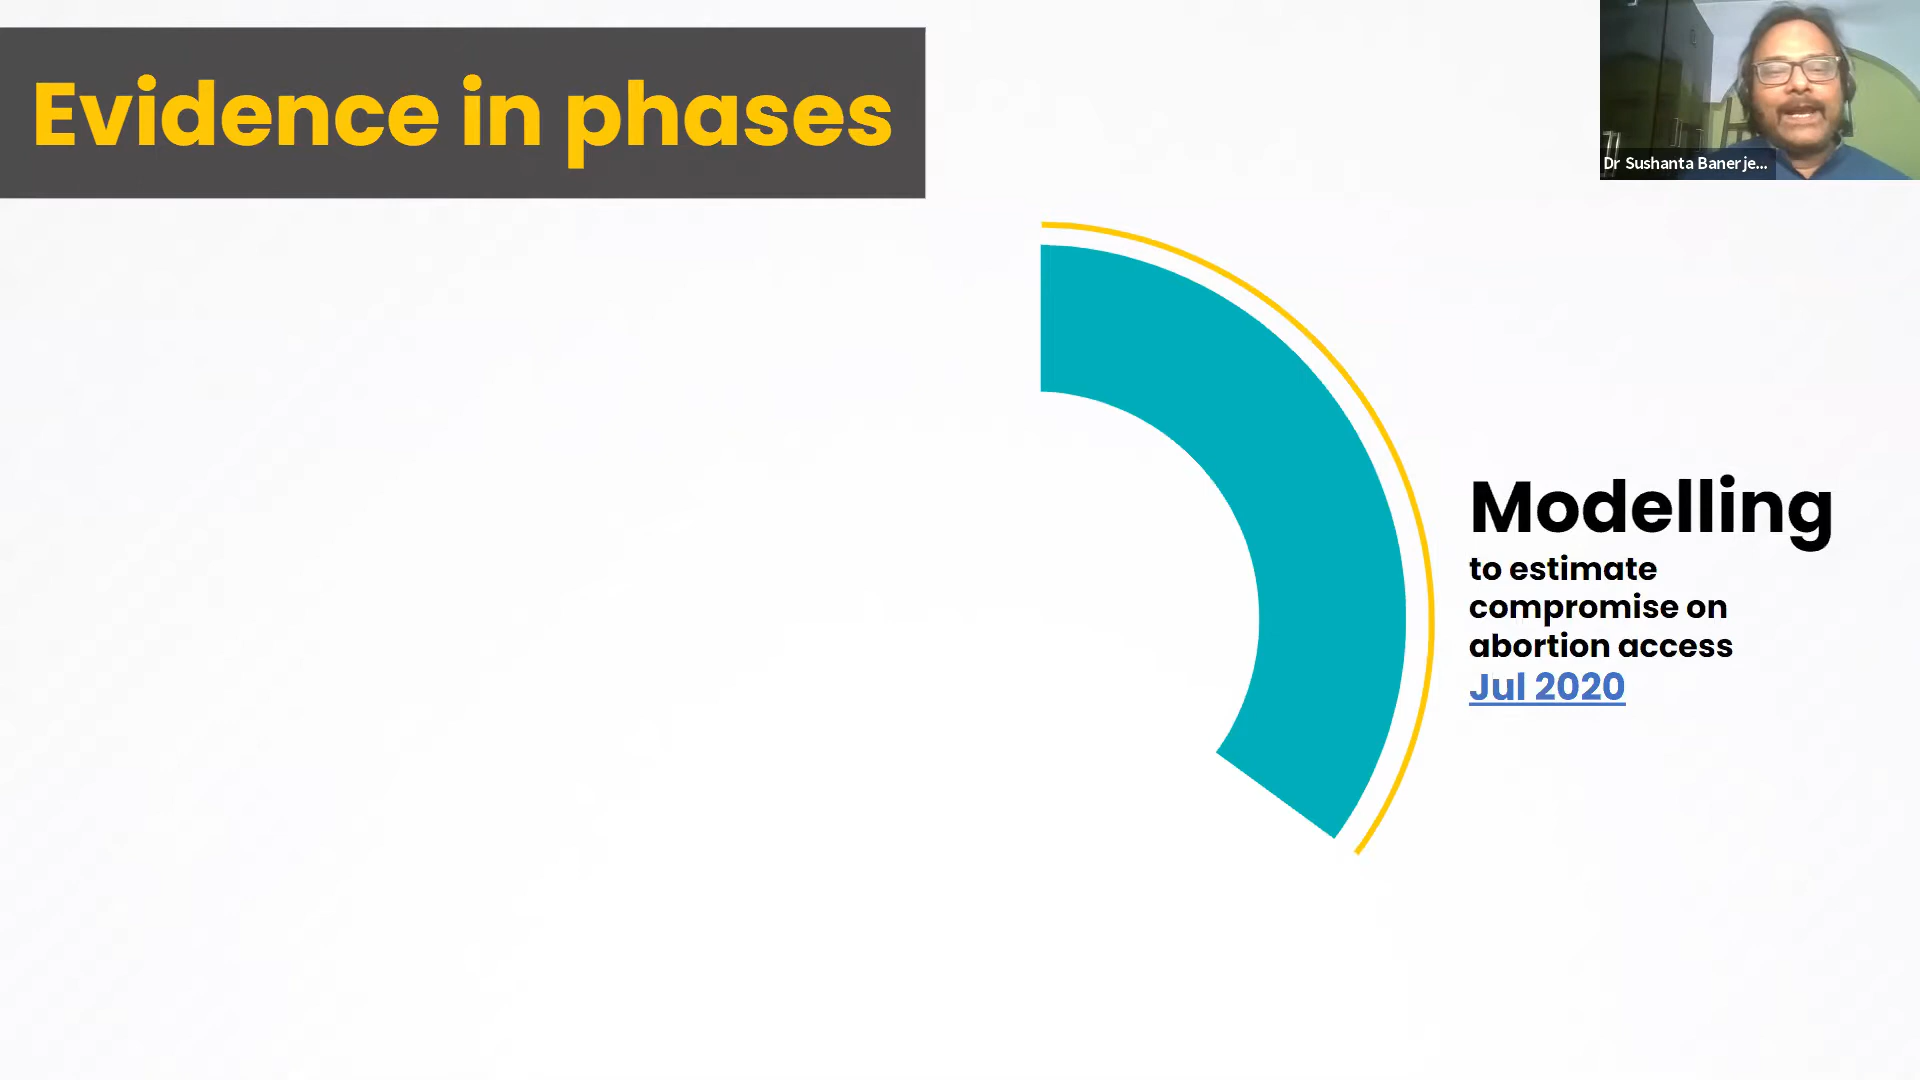 Evidence in phases
Dr Sushanta Banerje...
Modelling
to estimate
compromise on
abortion access
Jul 2020